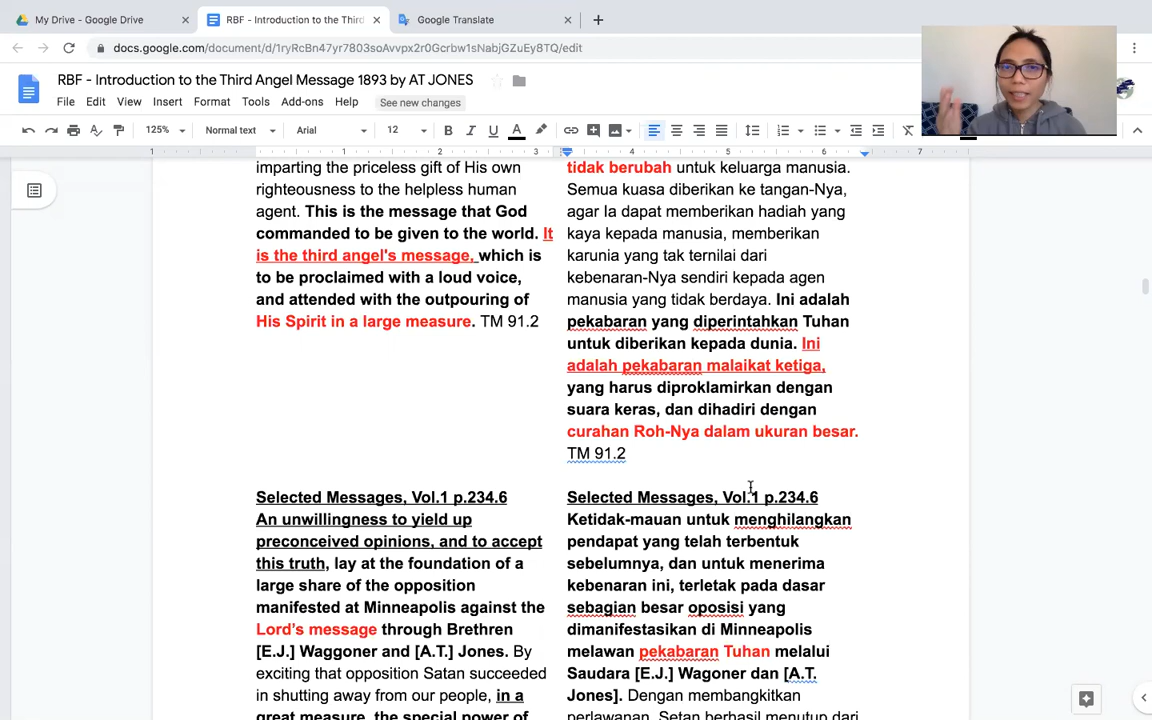 My Drive - Google Drive
RBF - Introduction to the Third
Google Translate
docs.google.com/document/d/1ryRcBn47yr7803soAvvpx2r0Gcrbw1sNabjGZuEy8TQ/edit
RBF - Introduction to the Third Angel Message 1893 by AT JONES
File Edit View Insert Format Tools Add-ons Help See new changes
125% Normal text Arial 12
imparting the priceless gift of His own
righteousness to the helpless human
agent. This is the message that God
commanded to be given to the world. It
is the third angel's message, which is
to be proclaimed with a loud voice,
and attended with the outpouring of
His Spirit in a large measure. TM 91.2
Selected Messages, Vol.1 p.234.6
An unwillingness to yield up
preconceived opinions, and to accept
this truth, lay at the foundation of a
large share of the opposition
manifested at Minneapolis against the
Lord's message through Brethren
[E.J.] Waggoner and [A.T.] Jones. By
exciting that opposition Satan succeeded
in shutting away from our people, in a
great measure, the special power of
tidak berubah untuk keluarga manusia.
Semua kuasa diberikan ke tangan-Nya,
agar Ia dapat memberikan hadiah yang
kaya kepada manusia, memberikan
karunia yang tak ternilai dari
kebenaran-Nya sendiri kepada agen
manusia yang tidak berdaya. Ini adalah
pekabaran yang diperintahkan Tuhan
untuk diberikan kepada dunia. Ini
adalah pekabaran malaikat ketiga,
yang harus diproklamirkan dengan
suara keras, dan dihadiri dengan
curahan Roh-Nya dalam ukuran besar.
TM 91.2
Selected Messages, Vol.1 p.234.6
Ketidak-mauan untuk menghilangkan
pendapat yang telah terbentuk
sebelumnya, dan untuk menerima
kebenaran ini, terletak pada dasar
sebagian besar oposisi yang
dimanifestasikan di Minneapolis
melawan pekabaran Tuhan melalui
Saudara [E.J.] Wagoner dan [A.T.
Jones]. Dengan membangkitkan
perlawanan, Setan berhasil menutup dari